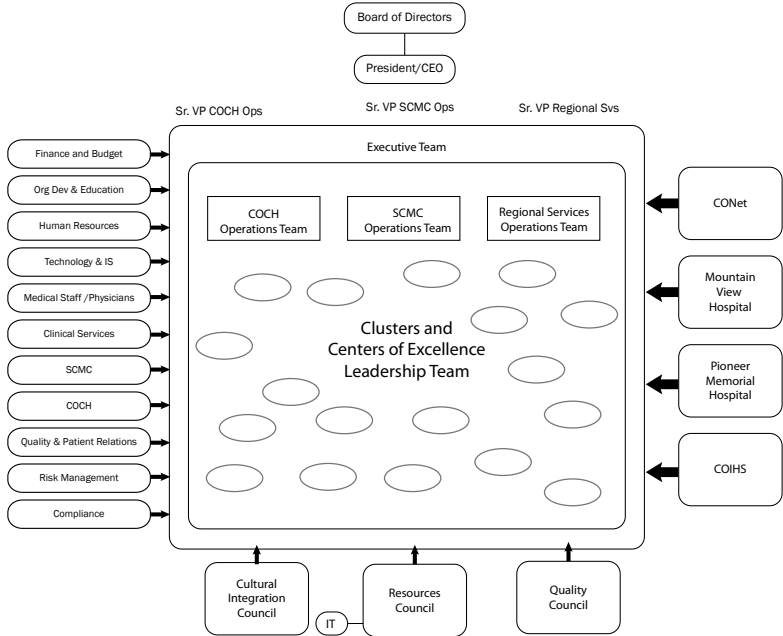 Board of Directors
President/CEO
Sr. VP COCH Ops
Sr. VP SCMC Ops
Sr. VP Regional Svs
Executive Team
Finance and Budget
Org Dev & Education
Human Resources
Technology & IS
Medical Staff /Physicians
Clinical Services
SCMC
COCH
Quality & Patient Relations
Risk Management
Compliance
COCH
Operations Team
SCMC
Operations Team
Regional Services
Operations Team
Clusters and
Centers of Excellence
Leadership Team
CONet
Mountain
View
Hospital
Pioneer
Memorial
Hospital
COIHS
Cultural
Integration
Council
IT
Resources
Council
Quality
Council